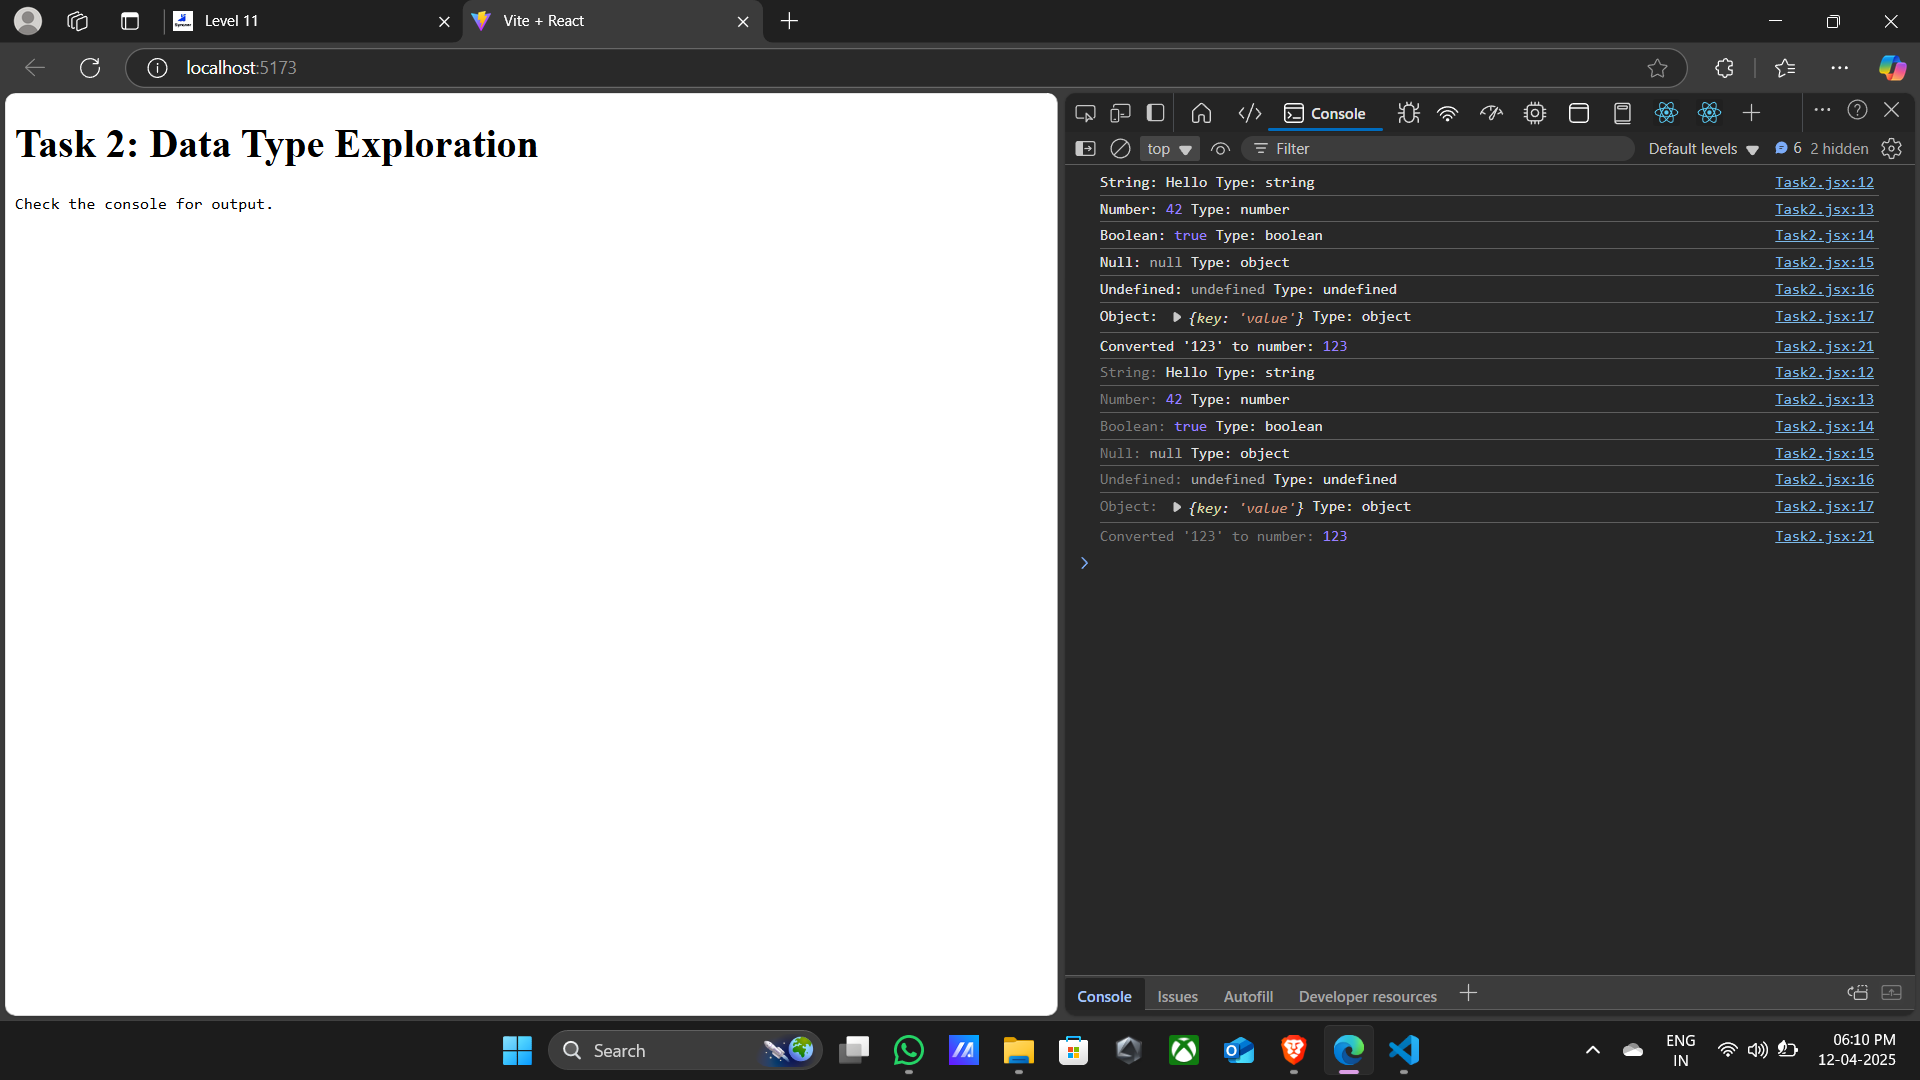 Level 11
Vite + React
localhost:5173
Task 2: Data Type Exploration
Check the console for output.
Console
top
Filter
Default levels
6
2 hidden
String: Hello Type: string Task2.jsx:12
Number: 42 Type: number Task2.jsx:13
Boolean: true Type: boolean Task2.jsx:14
Null: null Type: object Task2.jsx:15
Undefined: undefined Type: undefined Task2.jsx:16
Object: {key: 'value'} Type: object Task2.jsx:17
Converted '123' to number: 123 Task2.jsx:21
String: Hello Type: string Task2.jsx:12
Number: 42 Type: number Task2.jsx:13
Boolean: true Type: boolean Task2.jsx:14
Null: null Type: object Task2.jsx:15
Undefined: undefined Type: undefined Task2.jsx:16
Object: {key: 'value'} Type: object Task2.jsx:17
Converted '123' to number: 123 Task2.jsx:21
Console Issues Autofill Developer resources
Search
ENG
IN
06:10 PM
12-04-2025